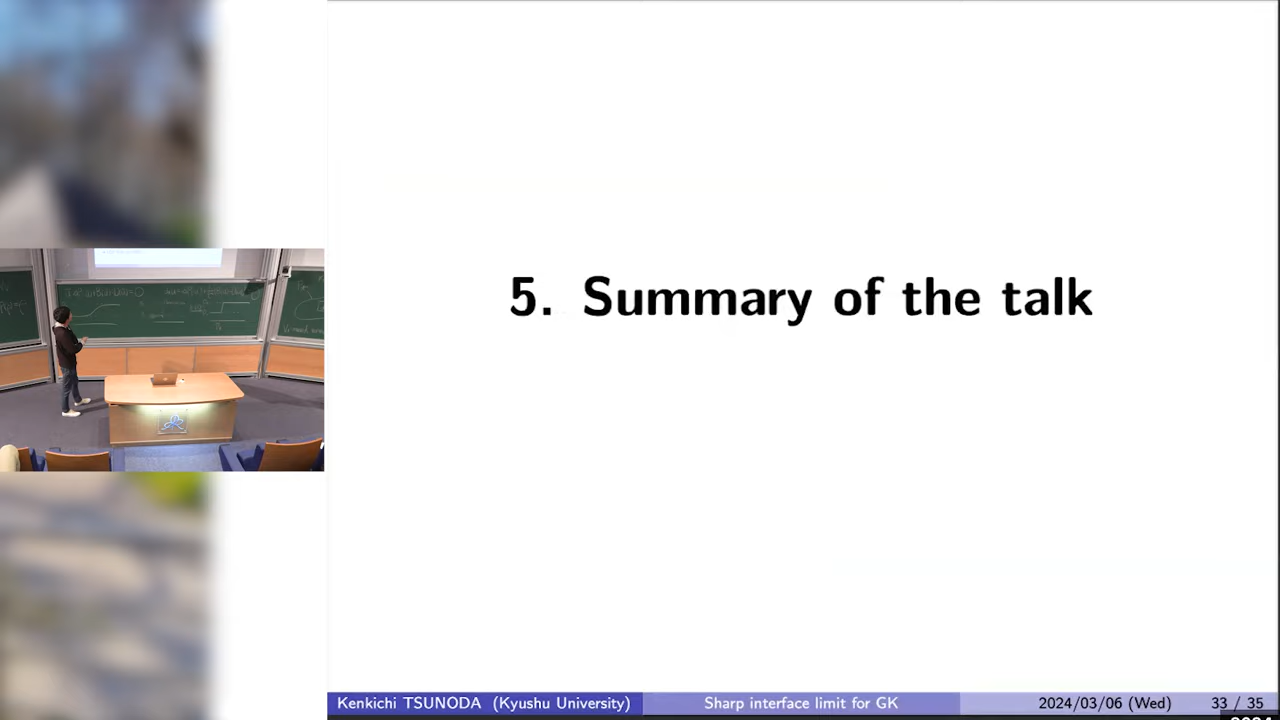 5. Summary of the talk
Kenkichi TSUNODA (Kyushu University) Sharp interface limit for GK 2024/03/06 (Wed) 33 / 35